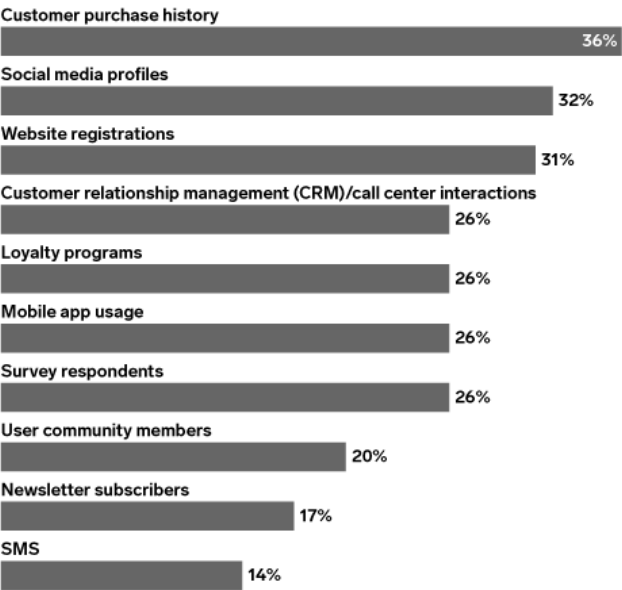 Customer purchase history
36%
Social media profiles
32%
Website registrations
31%
Customer relationship management (CRM)/call center interactions
26%
Loyalty programs
26%
Mobile app usage
26%
Survey respondents
26%
User community members
20%
Newsletter subscribers
17%
SMS
14%